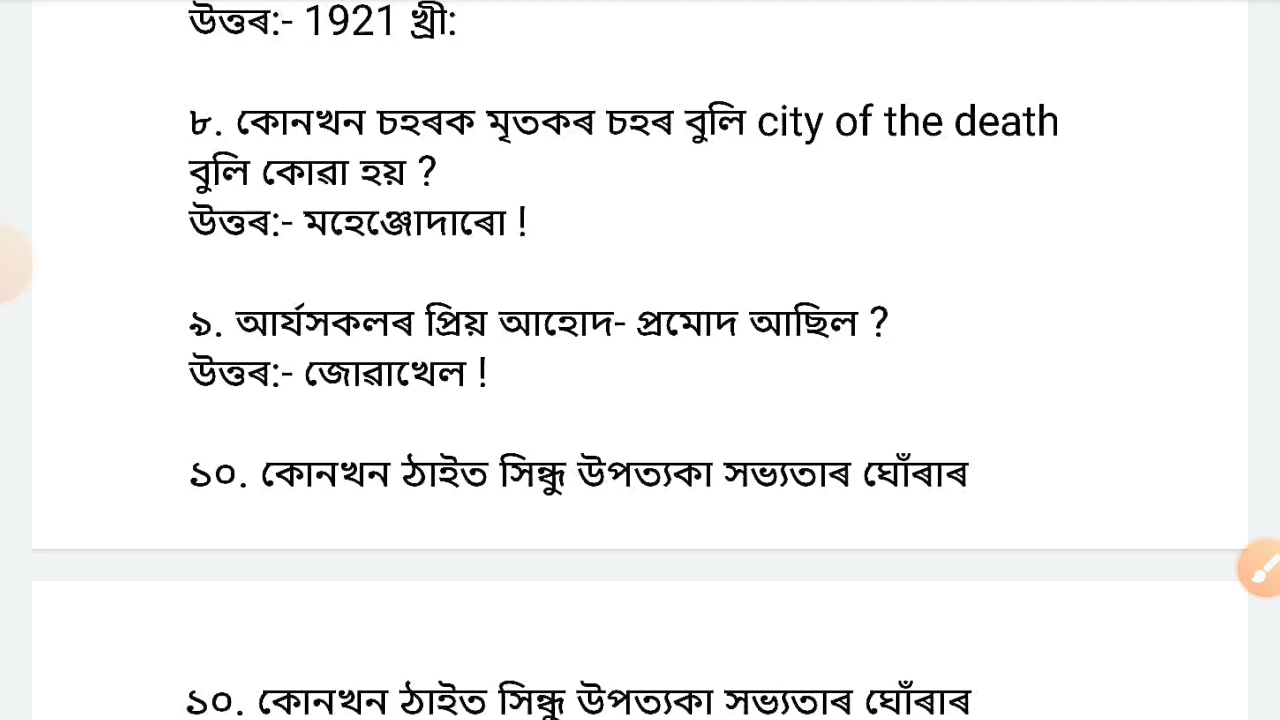 উত্তৰ:- 1921 খ্ৰী:
৮. কোনখন চহৰক মৃতকৰ চহৰ বুলি city of the death
বুলি কোৱা হয় ?
উত্তৰ:- মহেঞ্জোদাৰো !
৯. আৰ্যসকলৰ প্ৰিয় আহোদ- প্ৰমোদ আছিল ?
উত্তৰ:- জোৱাখেল !
১০. কোনখন ঠাইত সিন্ধু উপত্যকা সভ্যতাৰ ঘোঁৰাৰ
১০. কোনখন ঠাইত সিন্ধু উপত্যকা সভ্যতাৰ ঘোঁৰাৰ